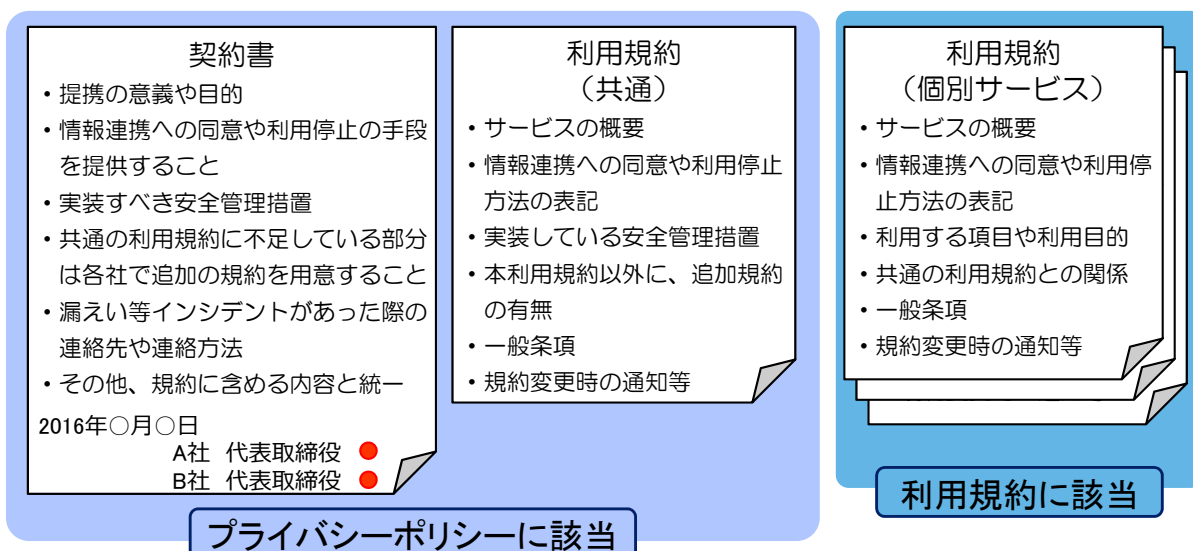 契約書
・提携の意義や目的
・情報連携への同意や利用停止の手段
を提供すること
・実装すべき安全管理措置
・共通の利用規約に不足している部分
は各社で追加の規約を用意すること
・漏えい等インシデントがあった際の
連絡先や連絡方法
・その他、規約に含める内容と統一
2016年○月○日
A社 代表取締役
B社 代表取締役
利用規約
（共通）
・サービスの概要
・情報連携への同意や利用停止
方法の表記
・実装している安全管理措置
・本利用規約以外に、追加規約
の有無
・一般条項
・規約変更時の通知等
プライバシーポリシーに該当
利用規約
（個別サービス）
・サービスの概要
・情報連携への同意や利用停
止方法の表記
・利用する項目や利用目的
・共通の利用規約との関係
・一般条項
・規約変更時の通知等
利用規約に該当